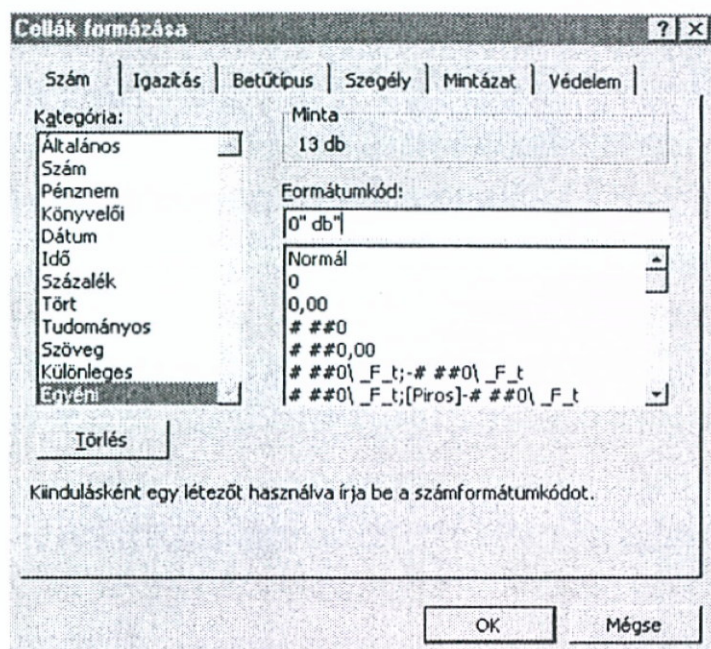 Cellák formázása
? ×
Szám Igazítás Betűtípus Szegély Mintázat Védelem
Kategória:
Általános
Szám
Pénznem
Könyvelői
Dátum
Idő
Százalék
Tört
Tudományos
Szöveg
Különleges
Egyéni
Minta
13 db
Formátumkód:
0" db"
Normál
0
0,00
# ##0
# ##0,00
# ##0\ _F_t;-# ##0\ _F_t
# ##0\ _F_t;[Piros]-# ##0\ _F_t
Törlés
Kiindulásként egy létezőt használva írja be a számformátumkódot.
OK Mégse